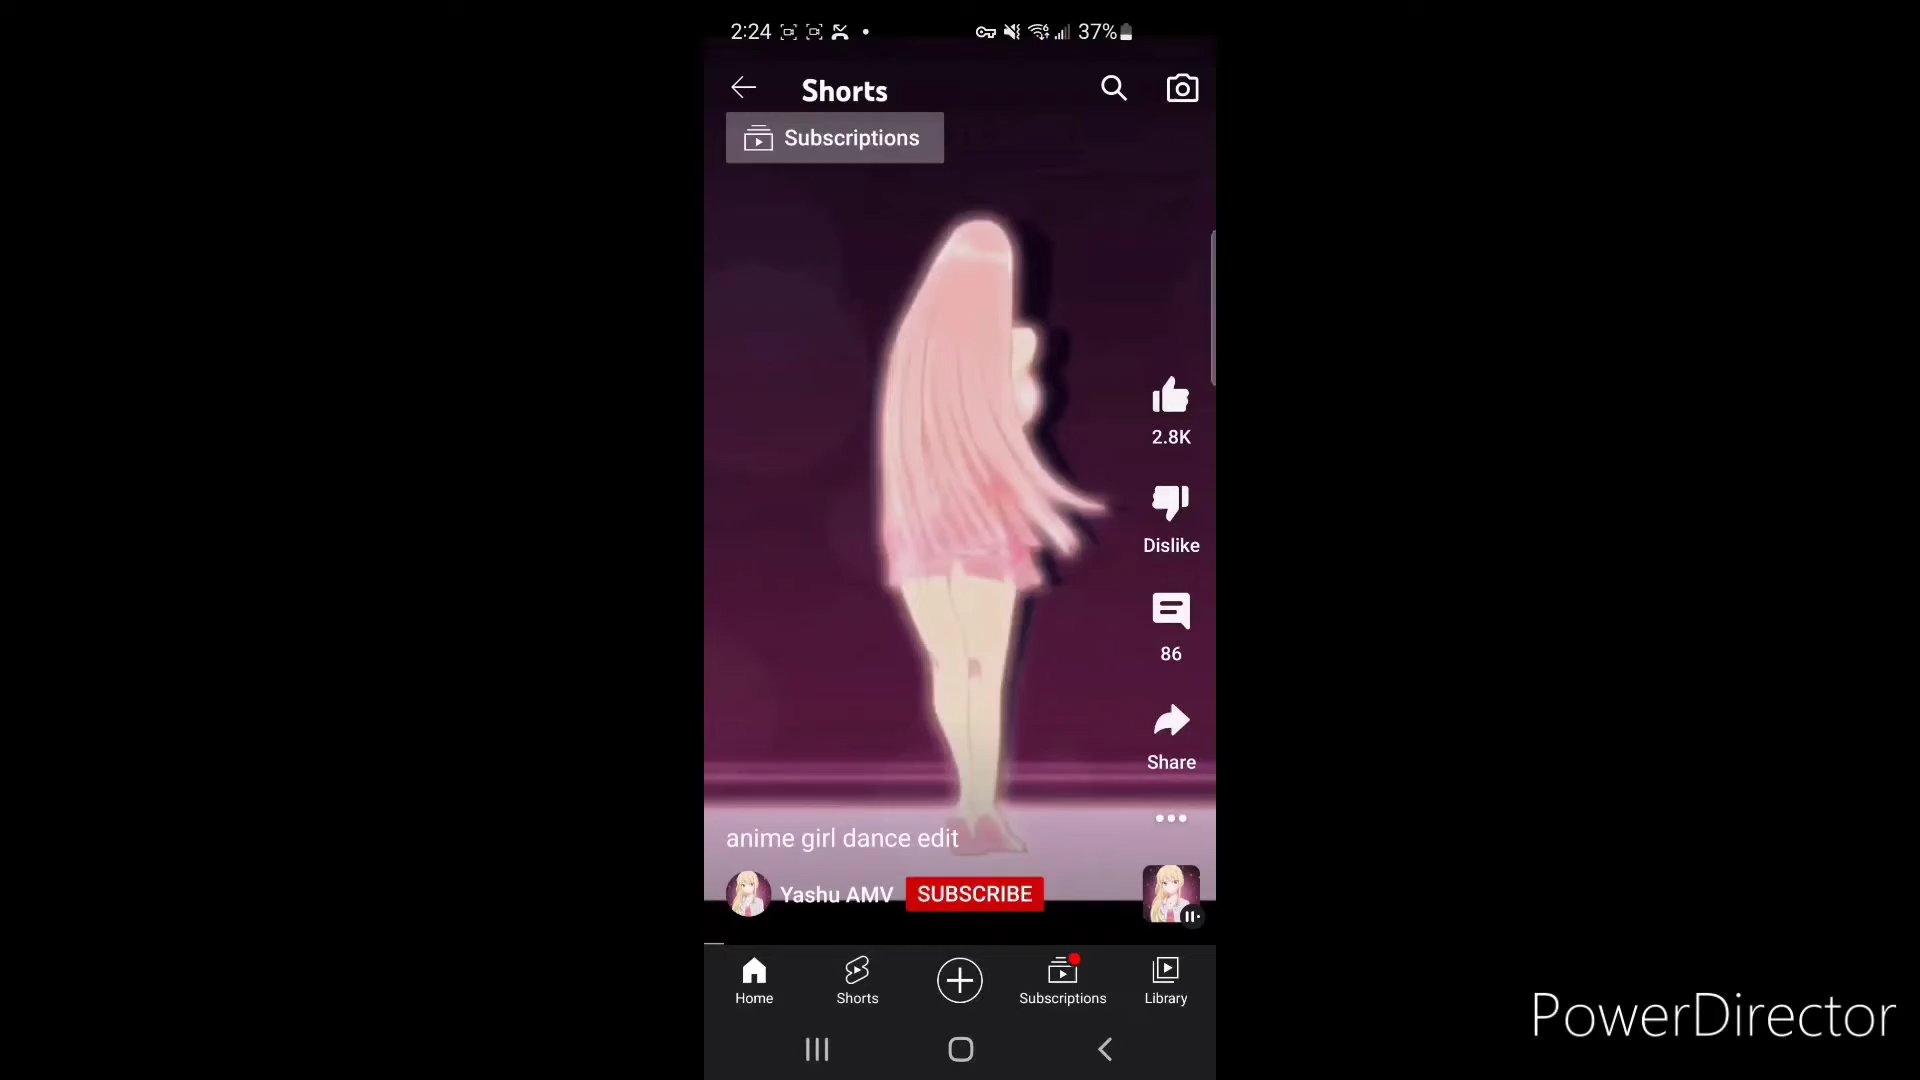 2:24
37%
Shorts
Subscriptions
2.8K
Dislike
86
Share
anime girl dance edit
Yashu AMV SUBSCRIBE
Home Shorts Subscriptions Library
PowerDirector